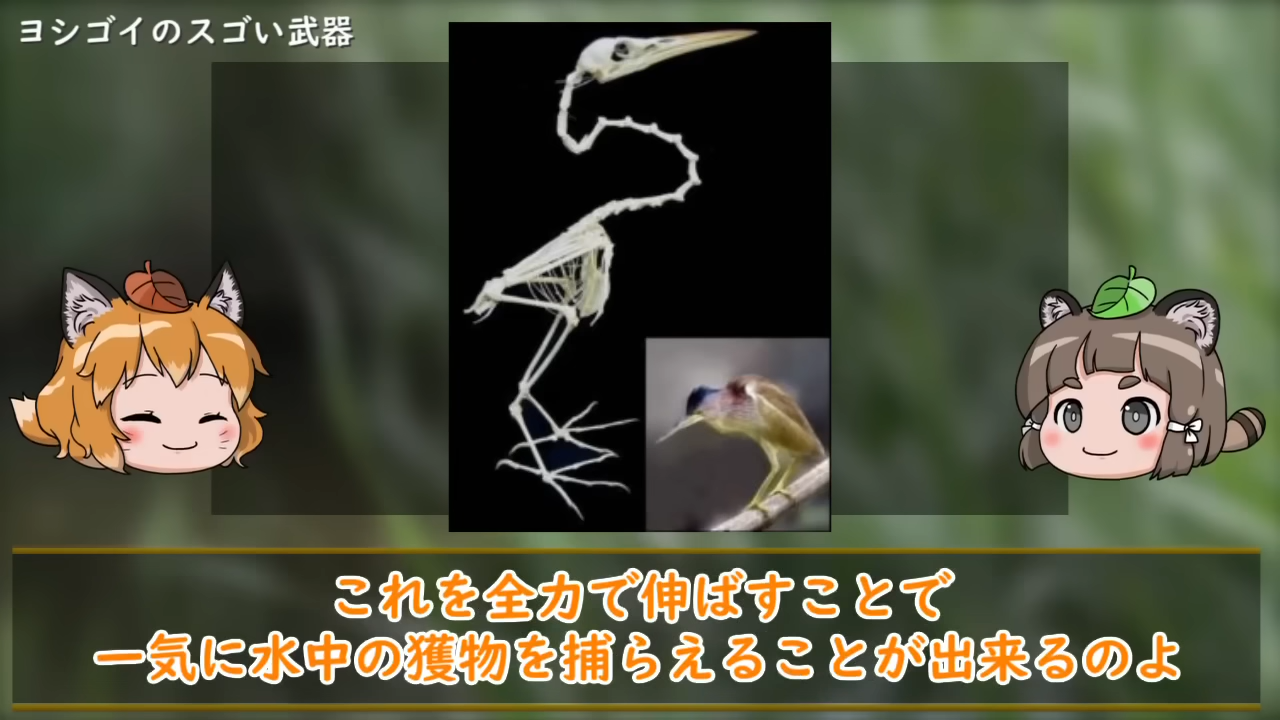 ヨシゴイのスゴい武器
これを全力で伸ばすことで
一気に水中の獲物を捕らえることが出来るのよ